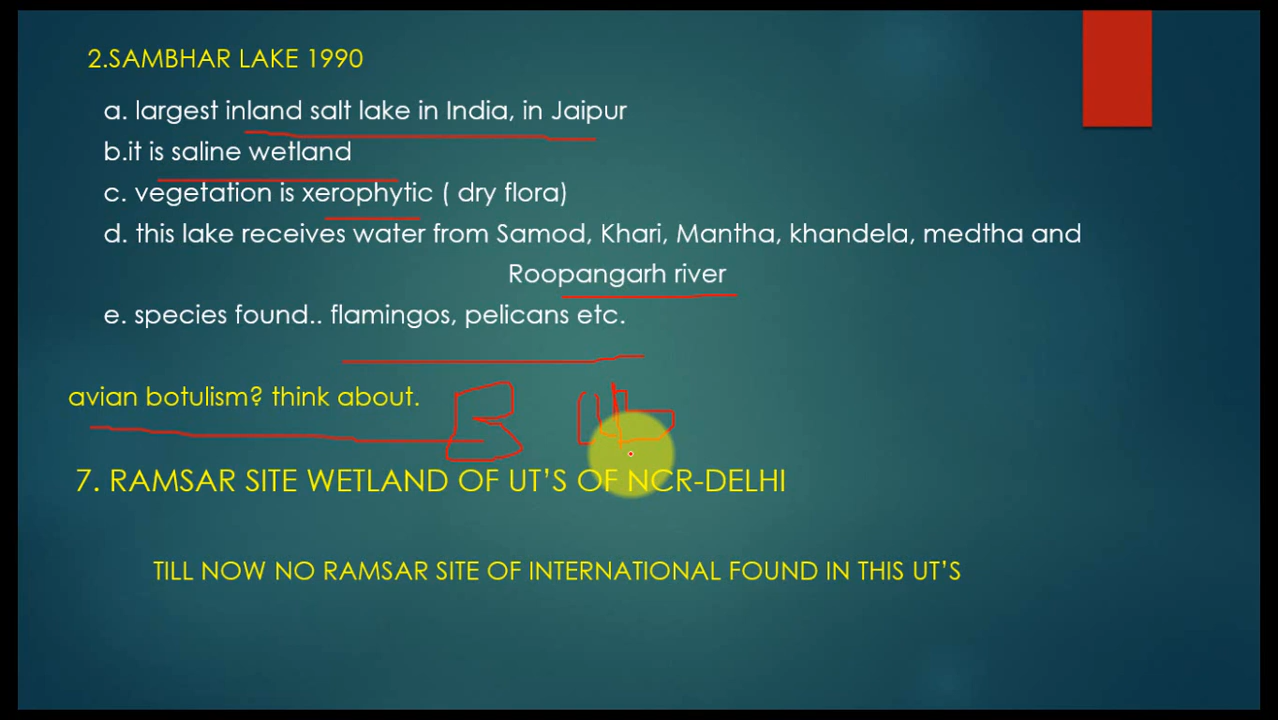 2.SAMBHAR LAKE 1990
a. largest inland salt lake in India, in Jaipur
b.it is saline wetland
c. vegetation is xerophytic ( dry flora)
d. this lake receives water from Samod, Khari, Mantha, khandela, medtha and
Roopangarh river
e. species found.. flamingos, pelicans etc.
avian botulism? think about.
7. RAMSAR SITE WETLAND OF UT'S OF NCR-DELHI
TILL NOW NO RAMSAR SITE OF INTERNATIONAL FOUND IN THIS UT'S